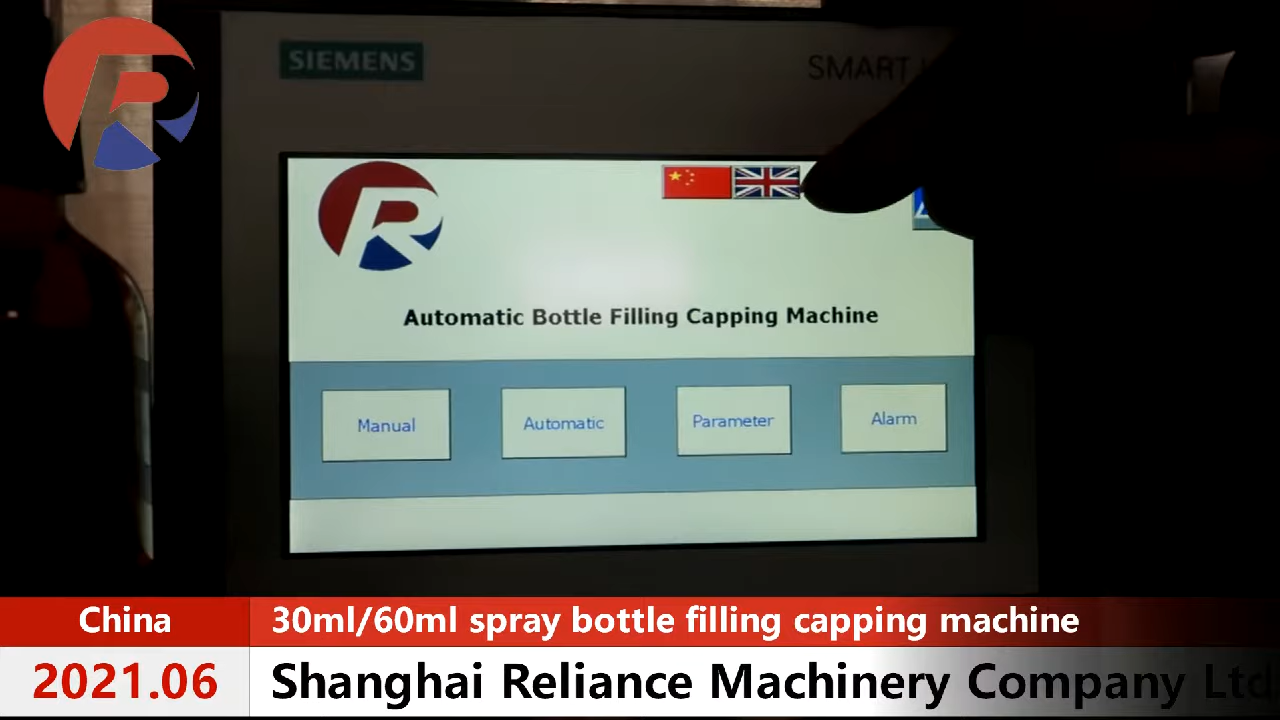 SIEMENS
SMART
Automatic Bottle Filling Capping Machine
Manual
Automatic
Parameter
Alarm
China
30ml/60ml spray bottle filling capping machine
2021.06
Shanghai Reliance Machinery Company Ltd